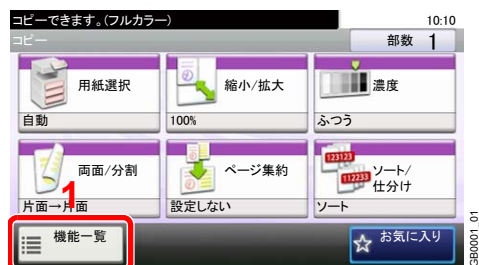 コピーできます。(フルカラー) 10:10
コピー 部数 1
用紙選択 縮小/拡大 濃度
自動 100% ふつう
123123
112233
両面/分割 ページ集約 ソート/
仕分け
片面→片面 設定しない ソート
1
機能一覧 お気に入り
GB0001_01